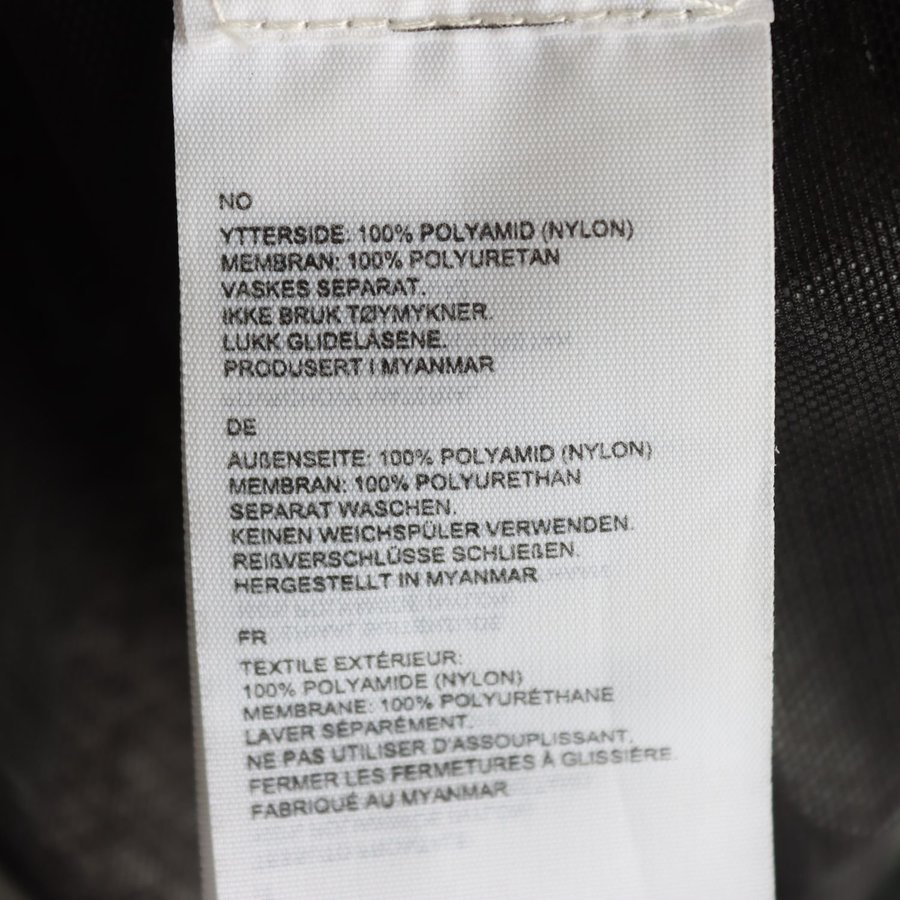 NO
YTTERSIDE: 100% POLYAMID (NYLON)
MEMBRAN: 100% POLYURETAN
VASKES SEPARAT.
IKKE BRUK TØYMYKNER.
LUKK GLIDELÅSENE.
PRODUSERT I MYANMAR
DE
AUßENSEITE: 100% POLYAMID (NYLON)
MEMBRAN: 100% POLYURETHAN
SEPARAT WASCHEN.
KEINEN WEICHSPÜLER VERWENDEN.
REIßVERSCHLÜSSE SCHLIEßEN.
HERGESTELLT IN MYANMAR
FR
TEXTILE EXTÉRIEUR:
100% POLYAMIDE (NYLON)
MEMBRANE: 100% POLYURÉTHANE
LAVER SÉPARÉMENT.
NE PAS UTILISER D'ASSOUPLISSANT.
FERMER LES FERMETURES À GLISSIÈRE.
FABRIQUÉ AU MYANMAR